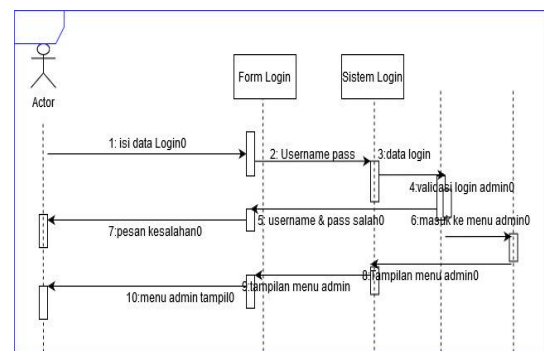 Form Login
Sistem Login
Actor
1: isi data Login0
2: Username pass
3:data login
4:validasi login admin0
5: username & pass salah0
6:masuk ke menu admin0
7:pesan kesalahan0
8:tampilan menu admin0
9:tampilan menu admin
10:menu admin tampil0